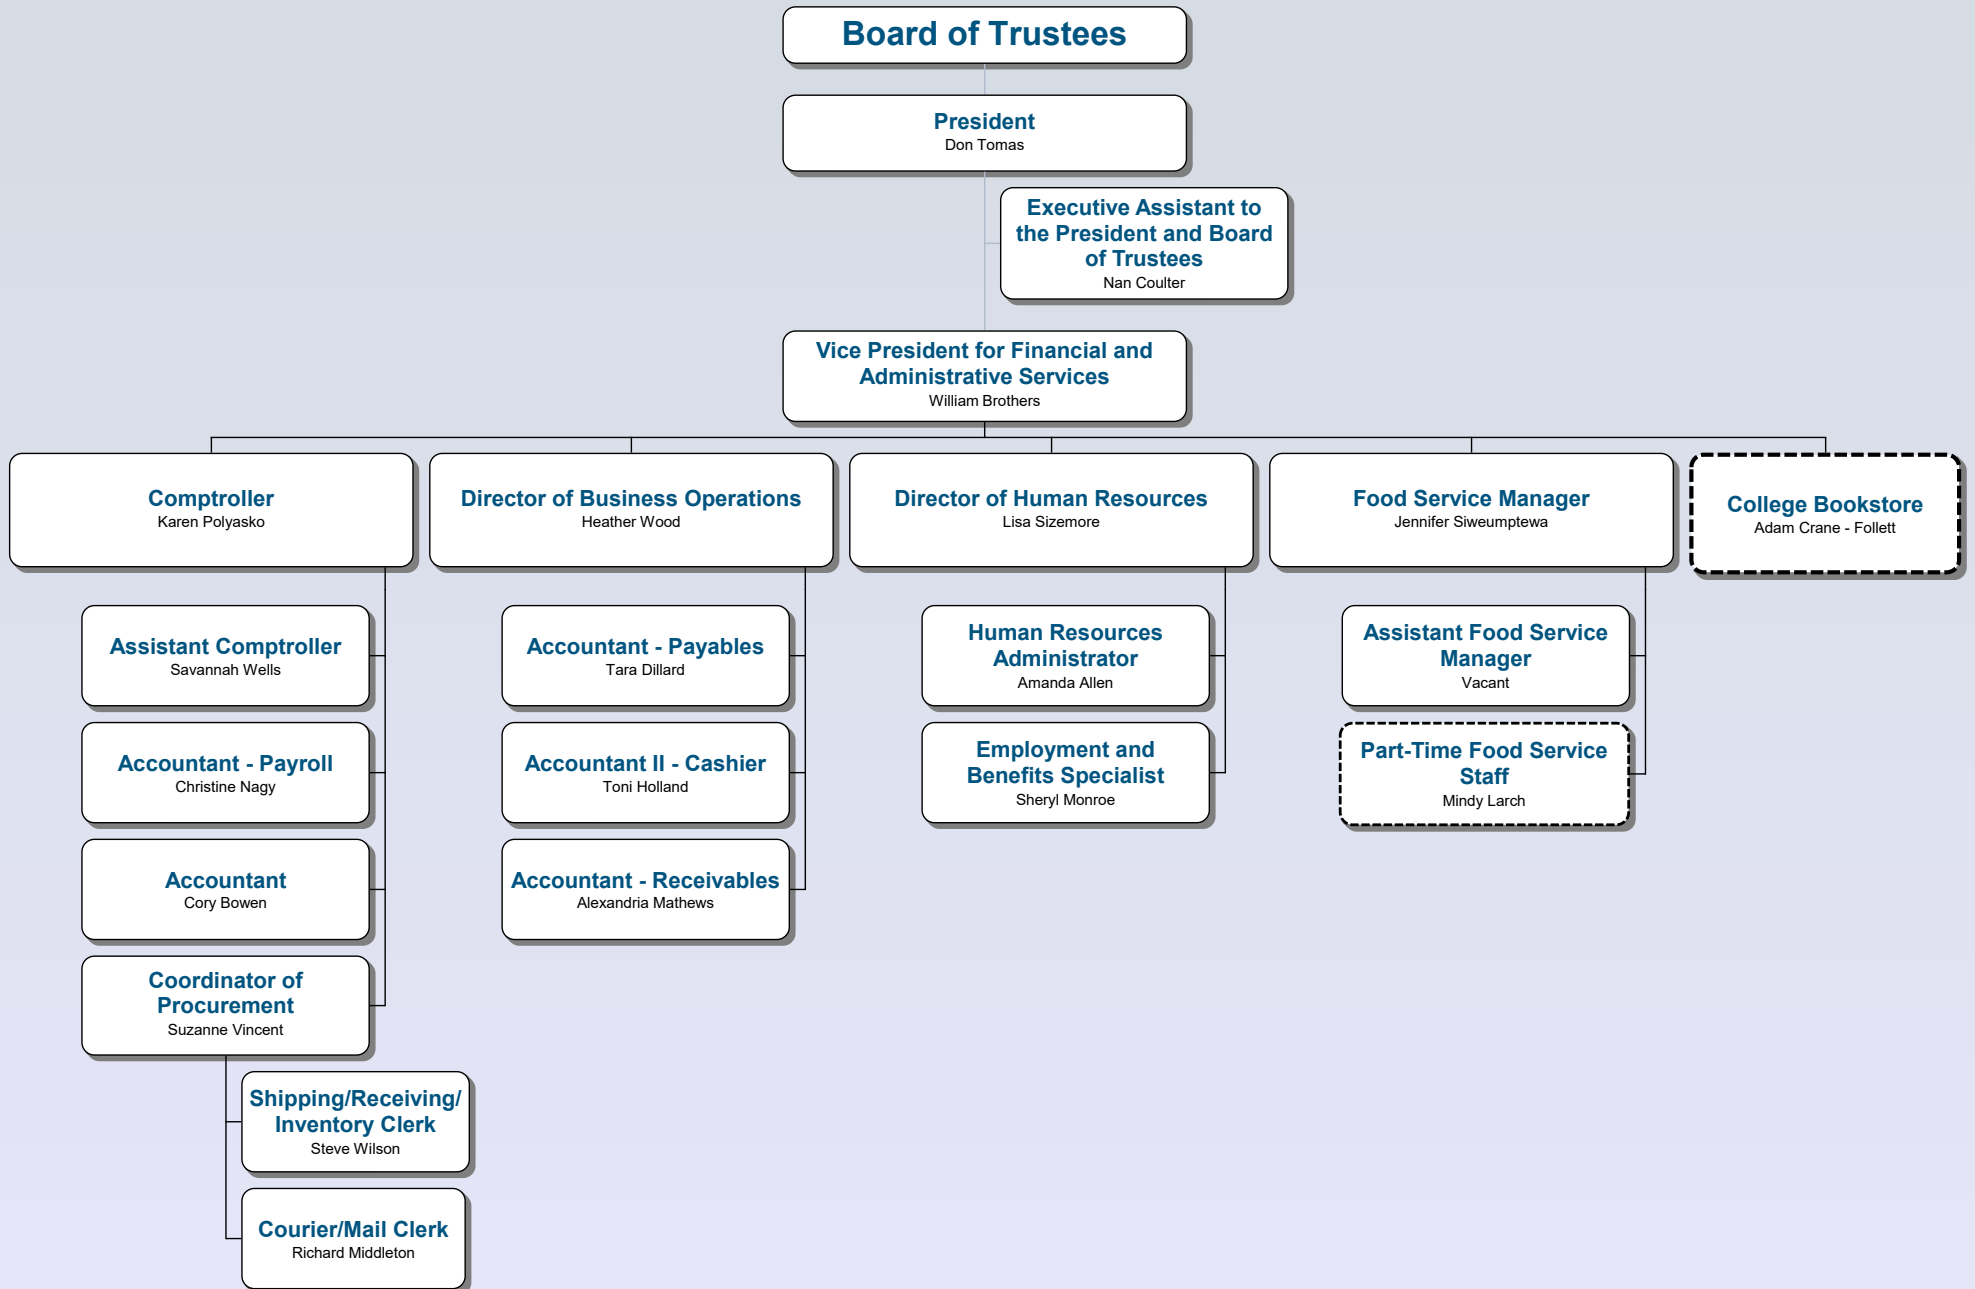 Board of Trustees
President
Don Tomas
Executive Assistant to
the President and Board
of Trustees
Nan Coulter
Vice President for Financial and
Administrative Services
William Brothers
Comptroller
Karen Polyasko
Director of Business Operations
Heather Wood
Director of Human Resources
Lisa Sizemore
Food Service Manager
Jennifer Siweumptewa
College Bookstore
Adam Crane - Follett
Assistant Comptroller
Savannah Wells
Accountant - Payroll
Christine Nagy
Accountant
Cory Bowen
Coordinator of
Procurement
Suzanne Vincent
Shipping/Receiving/
Inventory Clerk
Steve Wilson
Courier/Mail Clerk
Richard Middleton
Accountant - Payables
Tara Dillard
Accountant II - Cashier
Toni Holland
Accountant - Receivables
Alexandria Mathews
Human Resources
Administrator
Amanda Allen
Employment and
Benefits Specialist
Sheryl Monroe
Assistant Food Service
Manager
Vacant
Part-Time Food Service
Staff
Mindy Larch